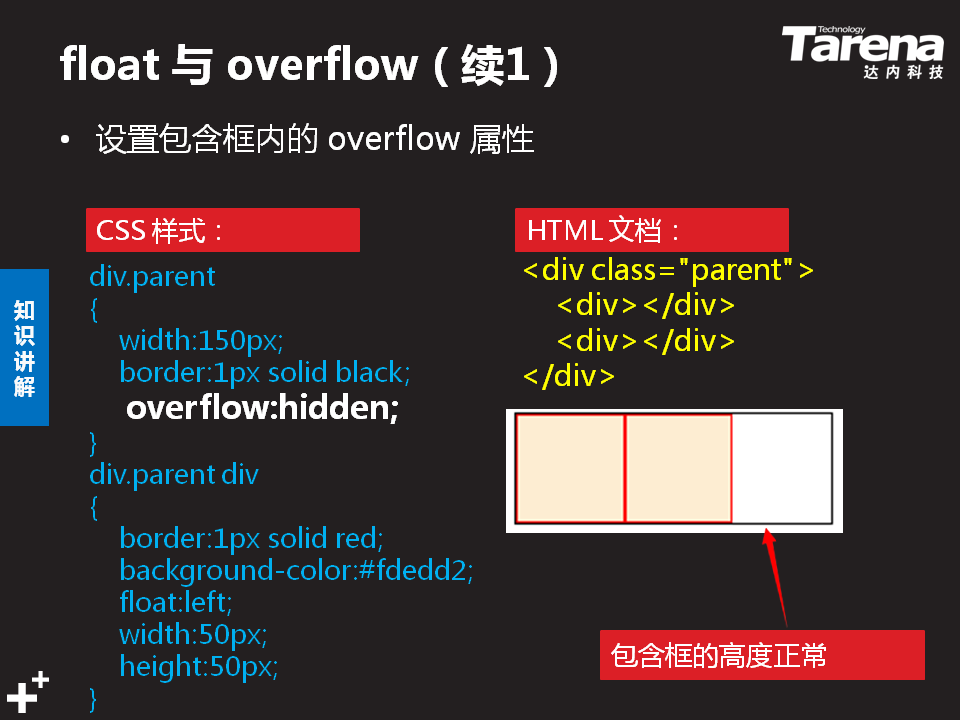 float 与 overflow（续1）
Technology
Tarena
达内科技
• 设置包含框内的 overflow 属性
CSS 样式：
div.parent
{
width:150px;
border:1px solid black;
overflow:hidden;
}
div.parent div
{
border:1px solid red;
background-color:#fdedd2;
float:left;
width:50px;
height:50px;
}
HTML 文档：
<div class="parent">
<div></div>
<div></div>
</div>
包含框的高度正常
知识讲解